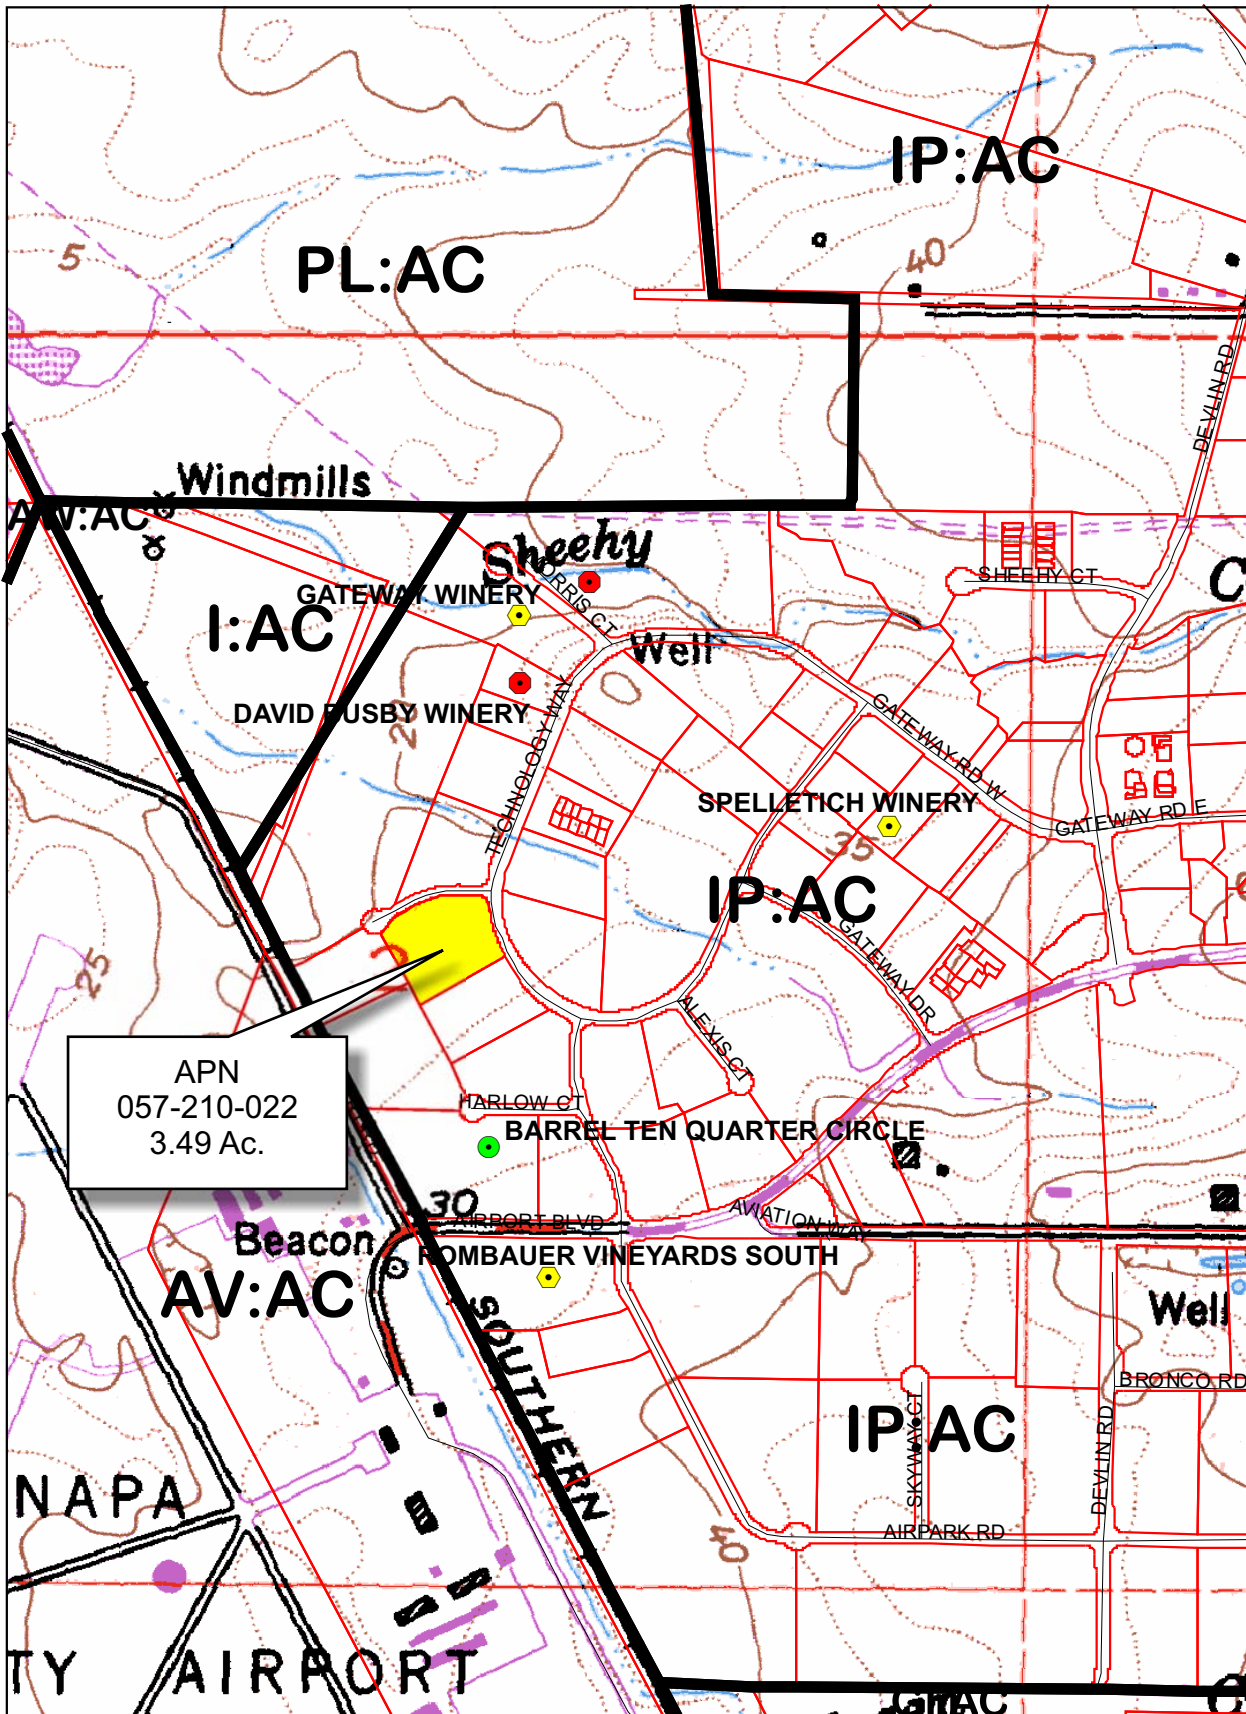 IP:AC
40
PL:AC
5
DEVLIN RD
Windmills
AW:AC
Sheehy
SHEEHY CT
C
GATEWAY WINERY
I:AC
Well
20
DAVID BUSBY WINERY
TECHNOLOGY WAY
GATEWAY RD W
SPELLETICH WINERY
GATEWAY RD E
35
IP:AC
GATEWAY DR
25
ALEXIS CT
APN
057-210-022
3.49 Ac.
HARLOW CT
BARREL TEN QUARTER CIRCLE
30
AIRPORT BLVD
AVIATION WAY
Beacon
ROMBAUER VINEYARDS SOUTH
AV:AC
Well
SOUTHERN
BRONCO RD
IP:AC
SKYWAY CT
DEVLIN RD
NAPA
AIRPARK RD
40
TY AIRPORT
C